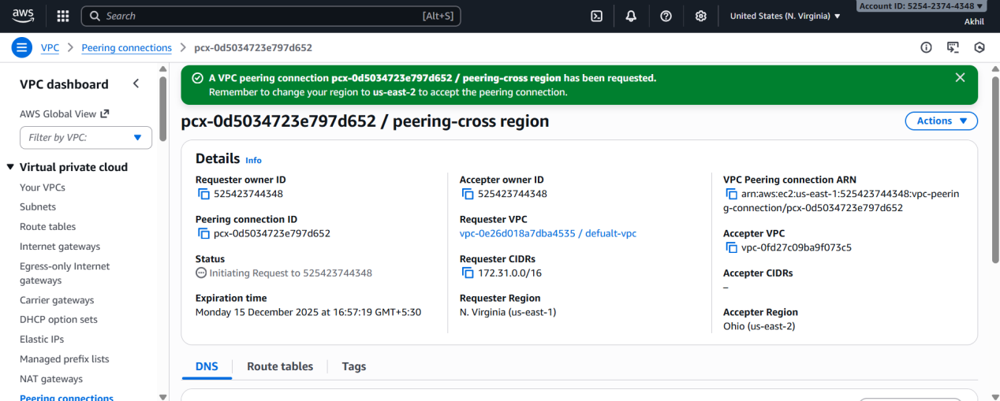 aws
Search
[Alt+S]
United States (N. Virginia)
Account ID: 5254-2374-4348
Akhil
VPC
Peering connections
pcx-0d5034723e797d652
VPC dashboard
AWS Global View
Filter by VPC:
Virtual private cloud
Your VPCs
Subnets
Route tables
Internet gateways
Egress-only Internet
gateways
Carrier gateways
DHCP option sets
Elastic IPs
Managed prefix lists
NAT gateways
Peering connections
A VPC peering connection pcx-0d5034723e797d652 / peering-cross region has been requested.
Remember to change your region to us-east-2 to accept the peering connection.
pcx-0d5034723e797d652 / peering-cross region
Actions
Details Info
Requester owner ID
525423744348
Peering connection ID
pcx-0d5034723e797d652
Status
Initiating Request to 525423744348
Expiration time
Monday 15 December 2025 at 16:57:19 GMT+5:30
Accepter owner ID
525423744348
Requester VPC
vpc-0e26d018a7dba4535 / defualt-vpc
Requester CIDRs
172.31.0.0/16
Requester Region
N. Virginia (us-east-1)
VPC Peering connection ARN
arn:aws:ec2:us-east-1:525423744348:vpc-peerin
g-connection/pcx-0d5034723e797d652
Accepter VPC
vpc-0fd27c09ba9f073c5
Accepter CIDRs
–
Accepter Region
Ohio (us-east-2)
DNS
Route tables
Tags